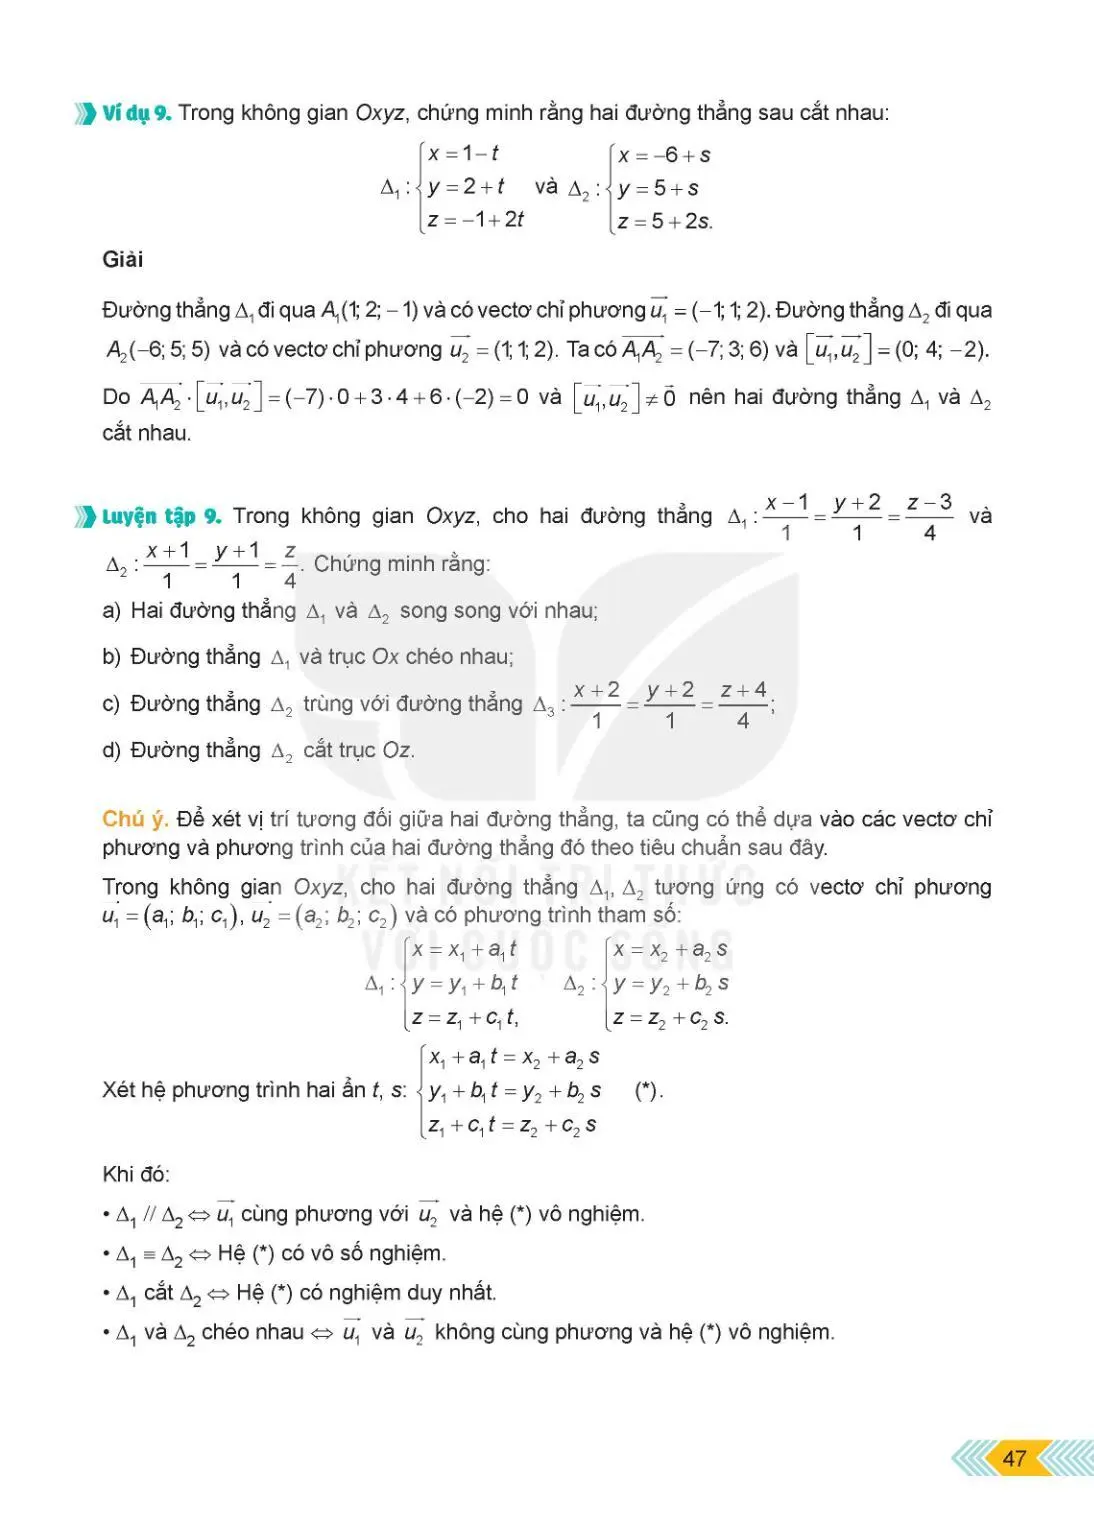 Ví dụ 9. Trong không gian Oxyz, chứng minh rằng hai đường thẳng sau cắt nhau:
Δ₁ : { x = 1 − t; y = 2 + t; z = −1 + 2t và Δ₂ : { x = −6 + s; y = 5 + s; z = 5 + 2s.
Giải
Đường thẳng Δ₁ đi qua A₁(1; 2; − 1) và có vectơ chỉ phương u₁ = (−1; 1; 2). Đường thẳng Δ₂ đi qua
A₂(−6; 5; 5) và có vectơ chỉ phương u₂ = (1; 1; 2). Ta có A₁A₂ = (−7; 3; 6) và [u₁, u₂] = (0; 4; −2).
Do A₁A₂ · [u₁, u₂] = (−7) · 0 + 3 · 4 + 6 · (−2) = 0 và [u₁, u₂] ≠ 0 nên hai đường thẳng Δ₁ và Δ₂
cắt nhau.
Luyện tập 9. Trong không gian Oxyz, cho hai đường thẳng Δ₁ : (x − 1)/1 = (y + 2)/1 = (z − 3)/4 và
Δ₂ : (x + 1)/1 = (y + 1)/1 = z/4. Chứng minh rằng:
a) Hai đường thẳng Δ₁ và Δ₂ song song với nhau;
b) Đường thẳng Δ₁ và trục Ox chéo nhau;
c) Đường thẳng Δ₂ trùng với đường thẳng Δ₃ : (x + 2)/1 = (y + 2)/1 = (z + 4)/4;
d) Đường thẳng Δ₂ cắt trục Oz.
Chú ý. Để xét vị trí tương đối giữa hai đường thẳng, ta cũng có thể dựa vào các vectơ chỉ
phương và phương trình của hai đường thẳng đó theo tiêu chuẩn sau đây.
KẾT NỐI TRI THỨC
Trong không gian Oxyz, cho hai đường thẳng Δ₁, Δ₂ tương ứng có vectơ chỉ phương
u₁ = (a₁; b₁; c₁), u₂ = (a₂; b₂; c₂) và có phương trình tham số:
VỚI CUỘC SỐNG
Δ₁ : { x = x₁ + a₁t; y = y₁ + b₁t; z = z₁ + c₁t, Δ₂ : { x = x₂ + a₂s; y = y₂ + b₂s; z = z₂ + c₂s.
Xét hệ phương trình hai ẩn t, s: { x₁ + a₁t = x₂ + a₂s; y₁ + b₁t = y₂ + b₂s; z₁ + c₁t = z₂ + c₂s (*).
Khi đó:
• Δ₁ // Δ₂ ⇔ u₁ cùng phương với u₂ và hệ (*) vô nghiệm.
• Δ₁ ≡ Δ₂ ⇔ Hệ (*) có vô số nghiệm.
• Δ₁ cắt Δ₂ ⇔ Hệ (*) có nghiệm duy nhất.
• Δ₁ và Δ₂ chéo nhau ⇔ u₁ và u₂ không cùng phương và hệ (*) vô nghiệm.
47